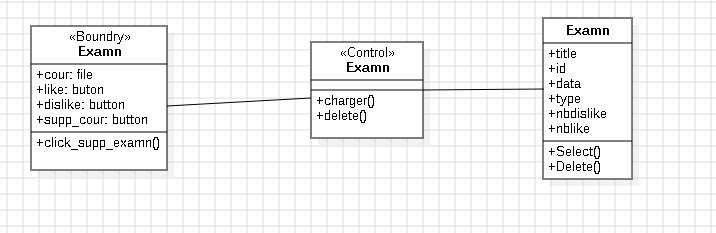 «Boundry»
Examn
+cour: file
+like: buton
+dislike: button
+supp_cour: button
+click_supp_examn()
«Control»
Examn
+charger()
+delete()
Examn
+title
+id
+data
+type
+nbdislike
+nblike
+Select()
+Delete()